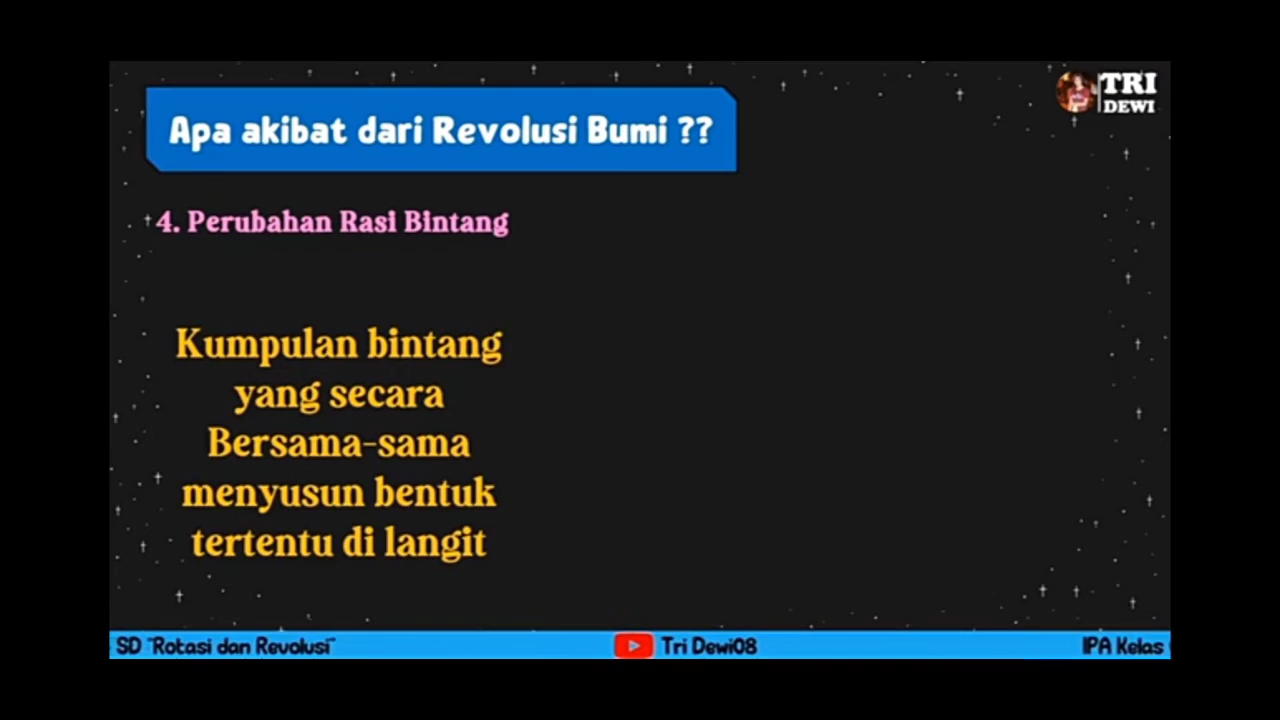 TRI
DEWI
Apa akibat dari Revolusi Bumi ??
4. Perubahan Rasi Bintang
Kumpulan bintang
yang secara
Bersama-sama
menyusun bentuk
tertentu di langit
SD "Rotasi dan Revolusi"
Tri Dewi08
IPA Kelas